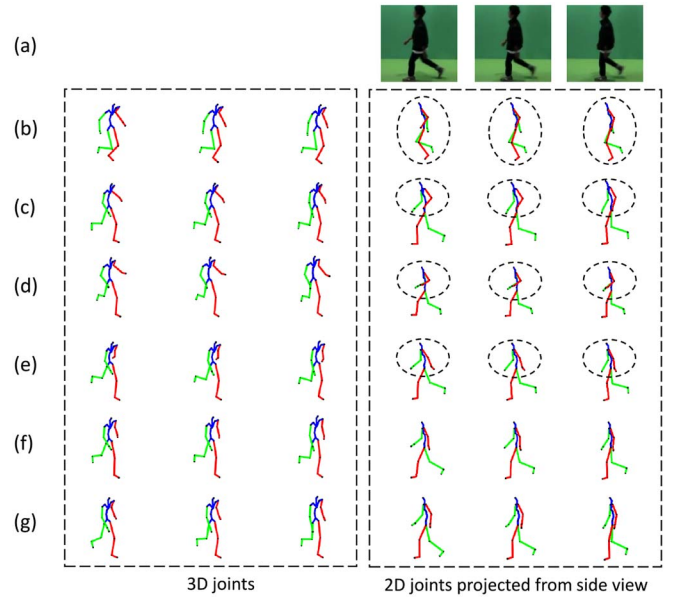 (a)
(b)
(c)
(d)
(e)
(f)
(g)
3D joints
2D joints projected from side view